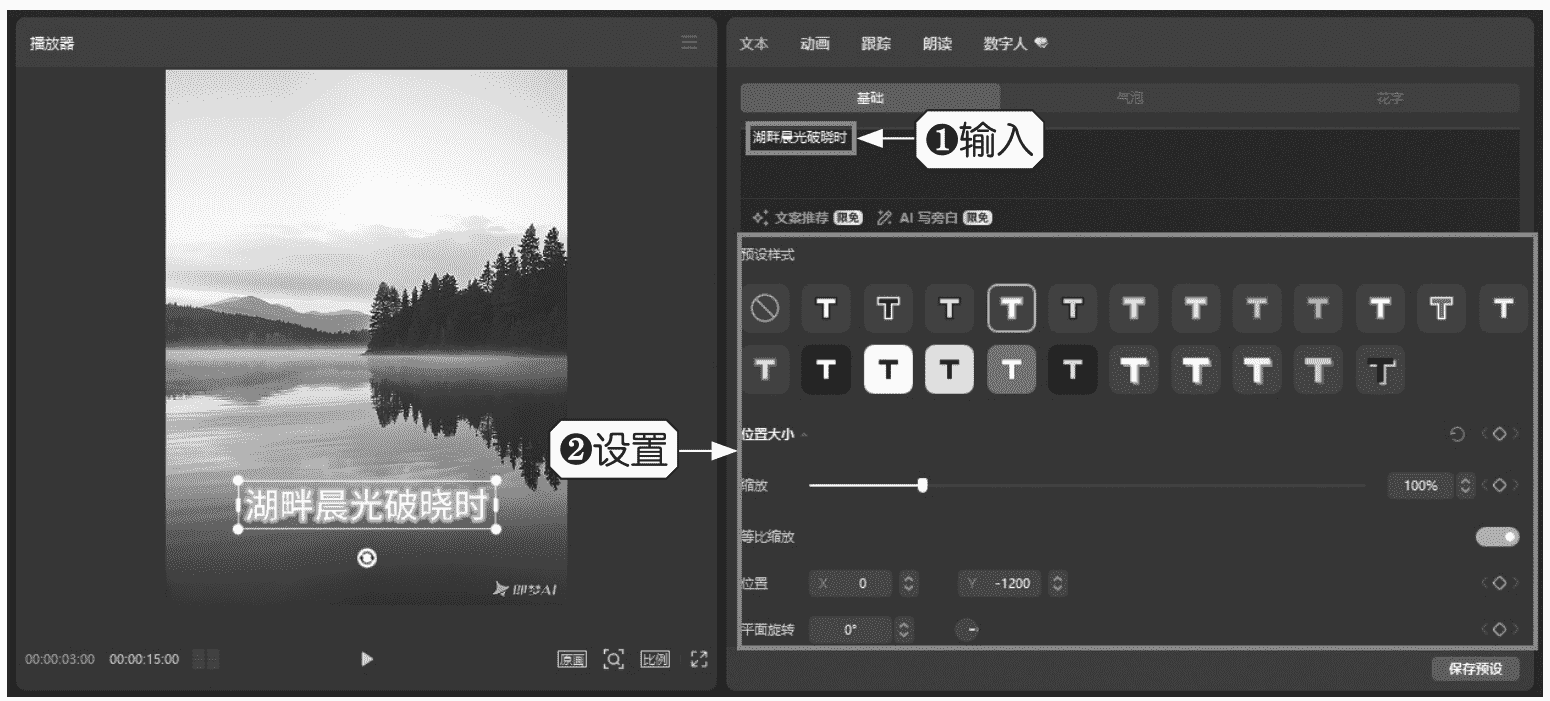 播放器
湖畔晨光破晓时
即梦AI
00:00:03:00 00:00:15:00
原画 比例
文本 动画 跟踪 朗读 数字人
基础 气泡 花字
湖畔晨光破晓时
❶输入
文案推荐 限免 AI 写旁白 限免
预设样式
T T T T T T T T T T T T
T T T T T T T T T T T
❷设置
位置大小
缩放 100%
等比缩放
位置 X 0 Y -1200
平面旋转 0°
保存预设